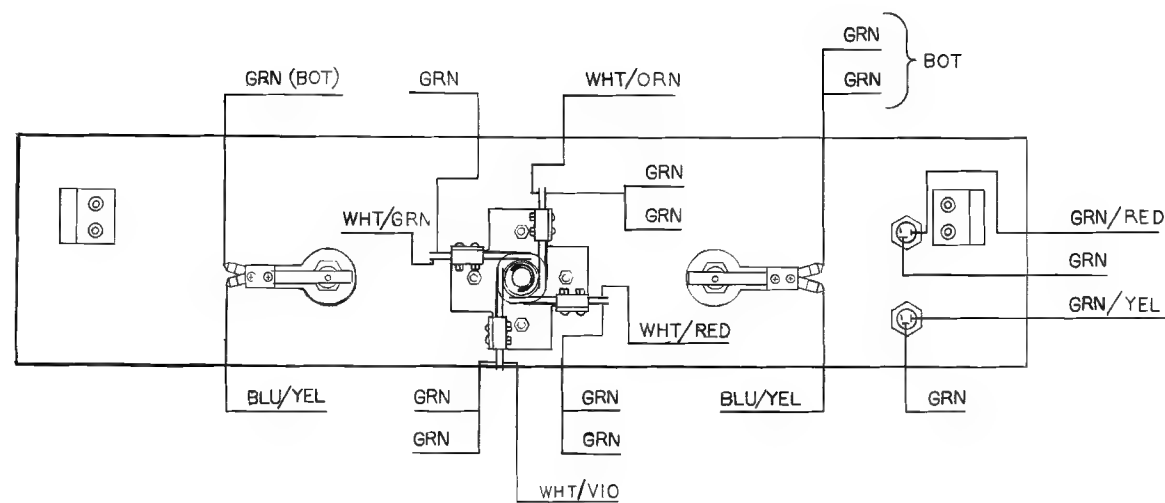 GRN
BOT
GRN (BOT)
GRN
WHT/ORN
GRN
GRN
WHT/GRN
GRN
GRN/RED
GRN
GRN/YEL
WHT/RED
BLU/YEL
GRN
GRN
BLU/YEL
GRN
GRN
GRN
WHT/VIO